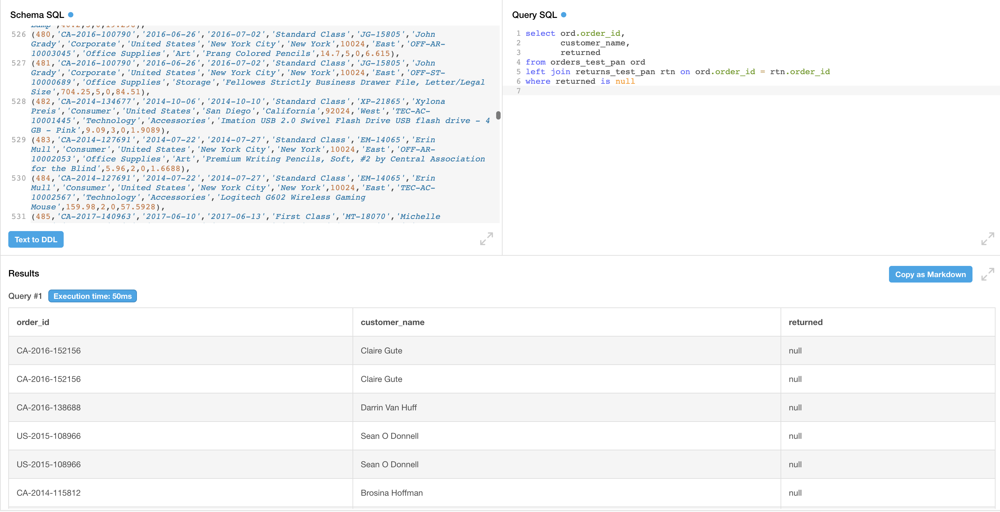 Schema SQL
Lamp',48.2,3,0,19.296),
526 (480,'CA-2016-100790','2016-06-26','2016-07-02','Standard Class','JG-15805','John
Grady','Corporate','United States','New York City','New York',10024,'East','OFF-AR-
10003045','Office Supplies','Art','Prang Colored Pencils',14.7,5,0,6.615),
527 (481,'CA-2016-100790','2016-06-26','2016-07-02','Standard Class','JG-15805','John
Grady','Corporate','United States','New York City','New York',10024,'East','OFF-ST-
10000689','Office Supplies','Storage','Fellowes Strictly Business Drawer File, Letter/Legal
Size',704.25,5,0,84.51),
528 (482,'CA-2014-134677','2014-10-06','2014-10-10','Standard Class','XP-21865','Xylona
Preis','Consumer','United States','San Diego','California',92024,'West','TEC-AC-
10001445','Technology','Accessories','Imation USB 2.0 Swivel Flash Drive USB flash drive - 4
GB - Pink',9.09,3,0,1.9089),
529 (483,'CA-2014-127691','2014-07-22','2014-07-27','Standard Class','EM-14065','Erin
Mull','Consumer','United States','New York City','New York',10024,'East','OFF-AR-
10002053','Office Supplies','Art','Premium Writing Pencils, Soft, #2 by Central Association
for the Blind',5.96,2,0,1.6688),
530 (484,'CA-2014-127691','2014-07-22','2014-07-27','Standard Class','EM-14065','Erin
Mull','Consumer','United States','New York City','New York',10024,'East','TEC-AC-
10002567','Technology','Accessories','Logitech G602 Wireless Gaming
Mouse',159.98,2,0,57.5928),
531 (485,'CA-2017-140963','2017-06-10','2017-06-13','First Class','MT-18070','Michelle
Text to DDL
Query SQL
1 select ord.order_id,
2 customer_name,
3 returned
4 from orders_test_pan ord
5 left join returns_test_pan rtn on ord.order_id = rtn.order_id
6 where returned is null
7
Results
Copy as Markdown
Query #1 Execution time: 50ms
order_id customer_name returned
CA-2016-152156 Claire Gute null
CA-2016-152156 Claire Gute null
CA-2016-138688 Darrin Van Huff null
US-2015-108966 Sean O Donnell null
US-2015-108966 Sean O Donnell null
CA-2014-115812 Brosina Hoffman null